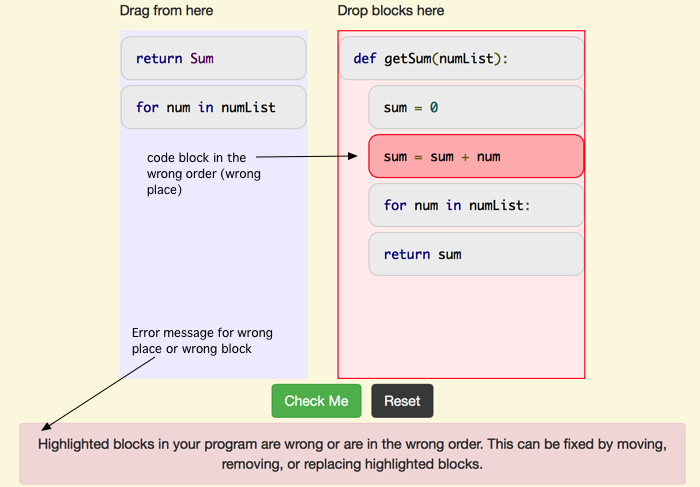 Drag from here
Drop blocks here
return Sum
for num in numList
def getSum(numList):
sum = 0
sum = sum + num
for num in numList:
return sum
code block in the
wrong order (wrong
place)
Error message for wrong
place or wrong block
Check Me
Reset
Highlighted blocks in your program are wrong or are in the wrong order. This can be fixed by moving,
removing, or replacing highlighted blocks.